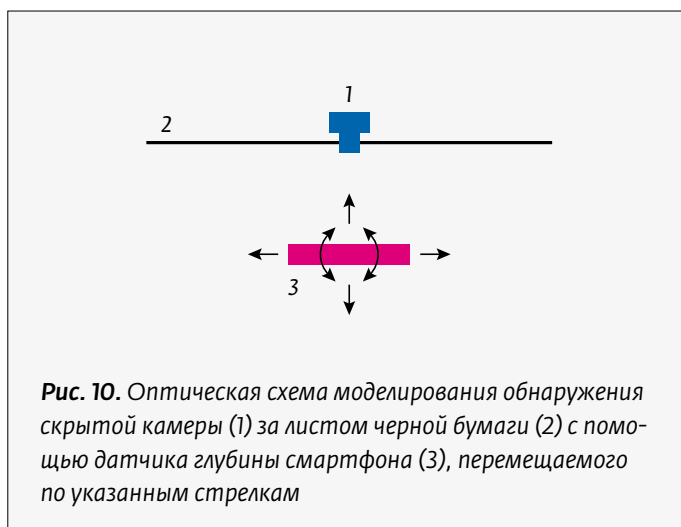 1
2
3
Рис. 10. Оптическая схема моделирования обнаружения
скрытой камеры (1) за листом черной бумаги (2) с помо-
щью датчика глубины смартфона (3), перемещаемого
по указанным стрелкам